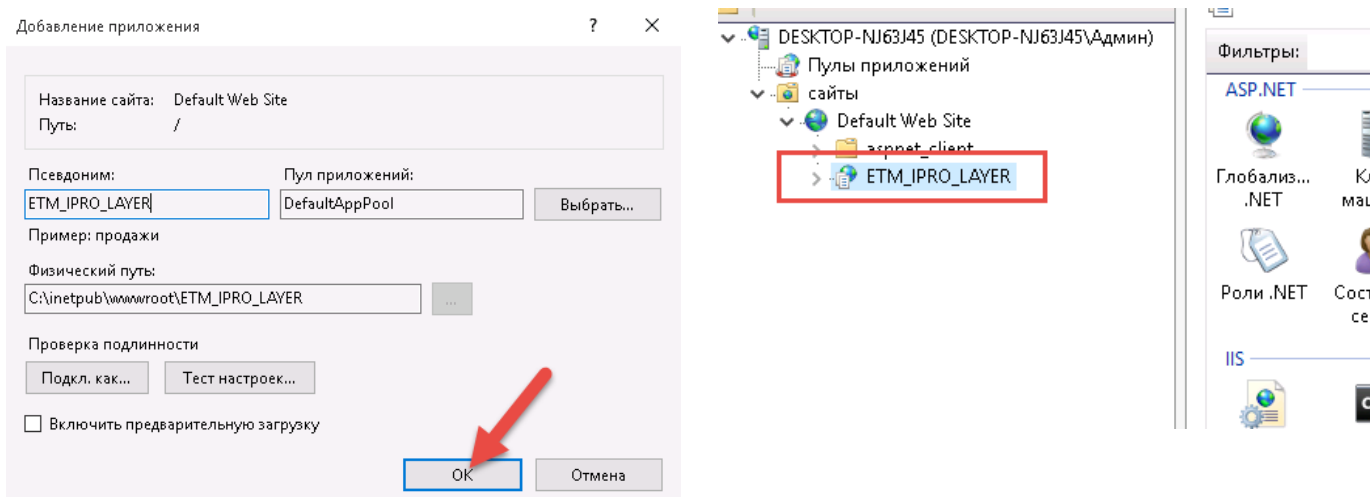 Добавление приложения
?
Название сайта: Default Web Site
Путь: /
Псевдоним: Пул приложений:
ETM_IPRO_LAYER DefaultAppPool Выбрать...
Пример: продажи
Физический путь:
C:\inetpub\wwwroot\ETM_IPRO_LAYER ...
Проверка подлинности
Подкл. как... Тест настроек...
Включить предварительную загрузку
OK Отмена
DESKTOP-NJ63J45 (DESKTOP-NJ63J45\Админ)
Пулы приложений
сайты
Default Web Site
aspnet_client
ETM_IPRO_LAYER
Фильтры:
ASP.NET
Глобализ...
.NET
Роли .NET
IIS